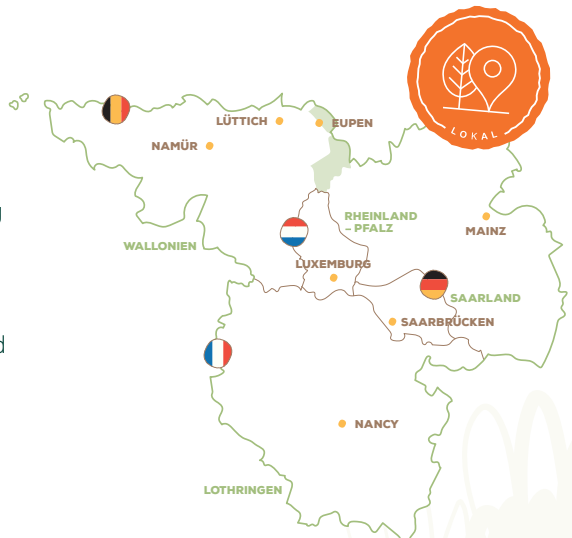 LOKAL
LÜTTICH
EUPEN
NAMÜR
RHEINLAND
– PFALZ
MAINZ
WALLONIEN
LUXEMBURG
SAARLAND
SAARBRÜCKEN
NANCY
LOTHRINGEN